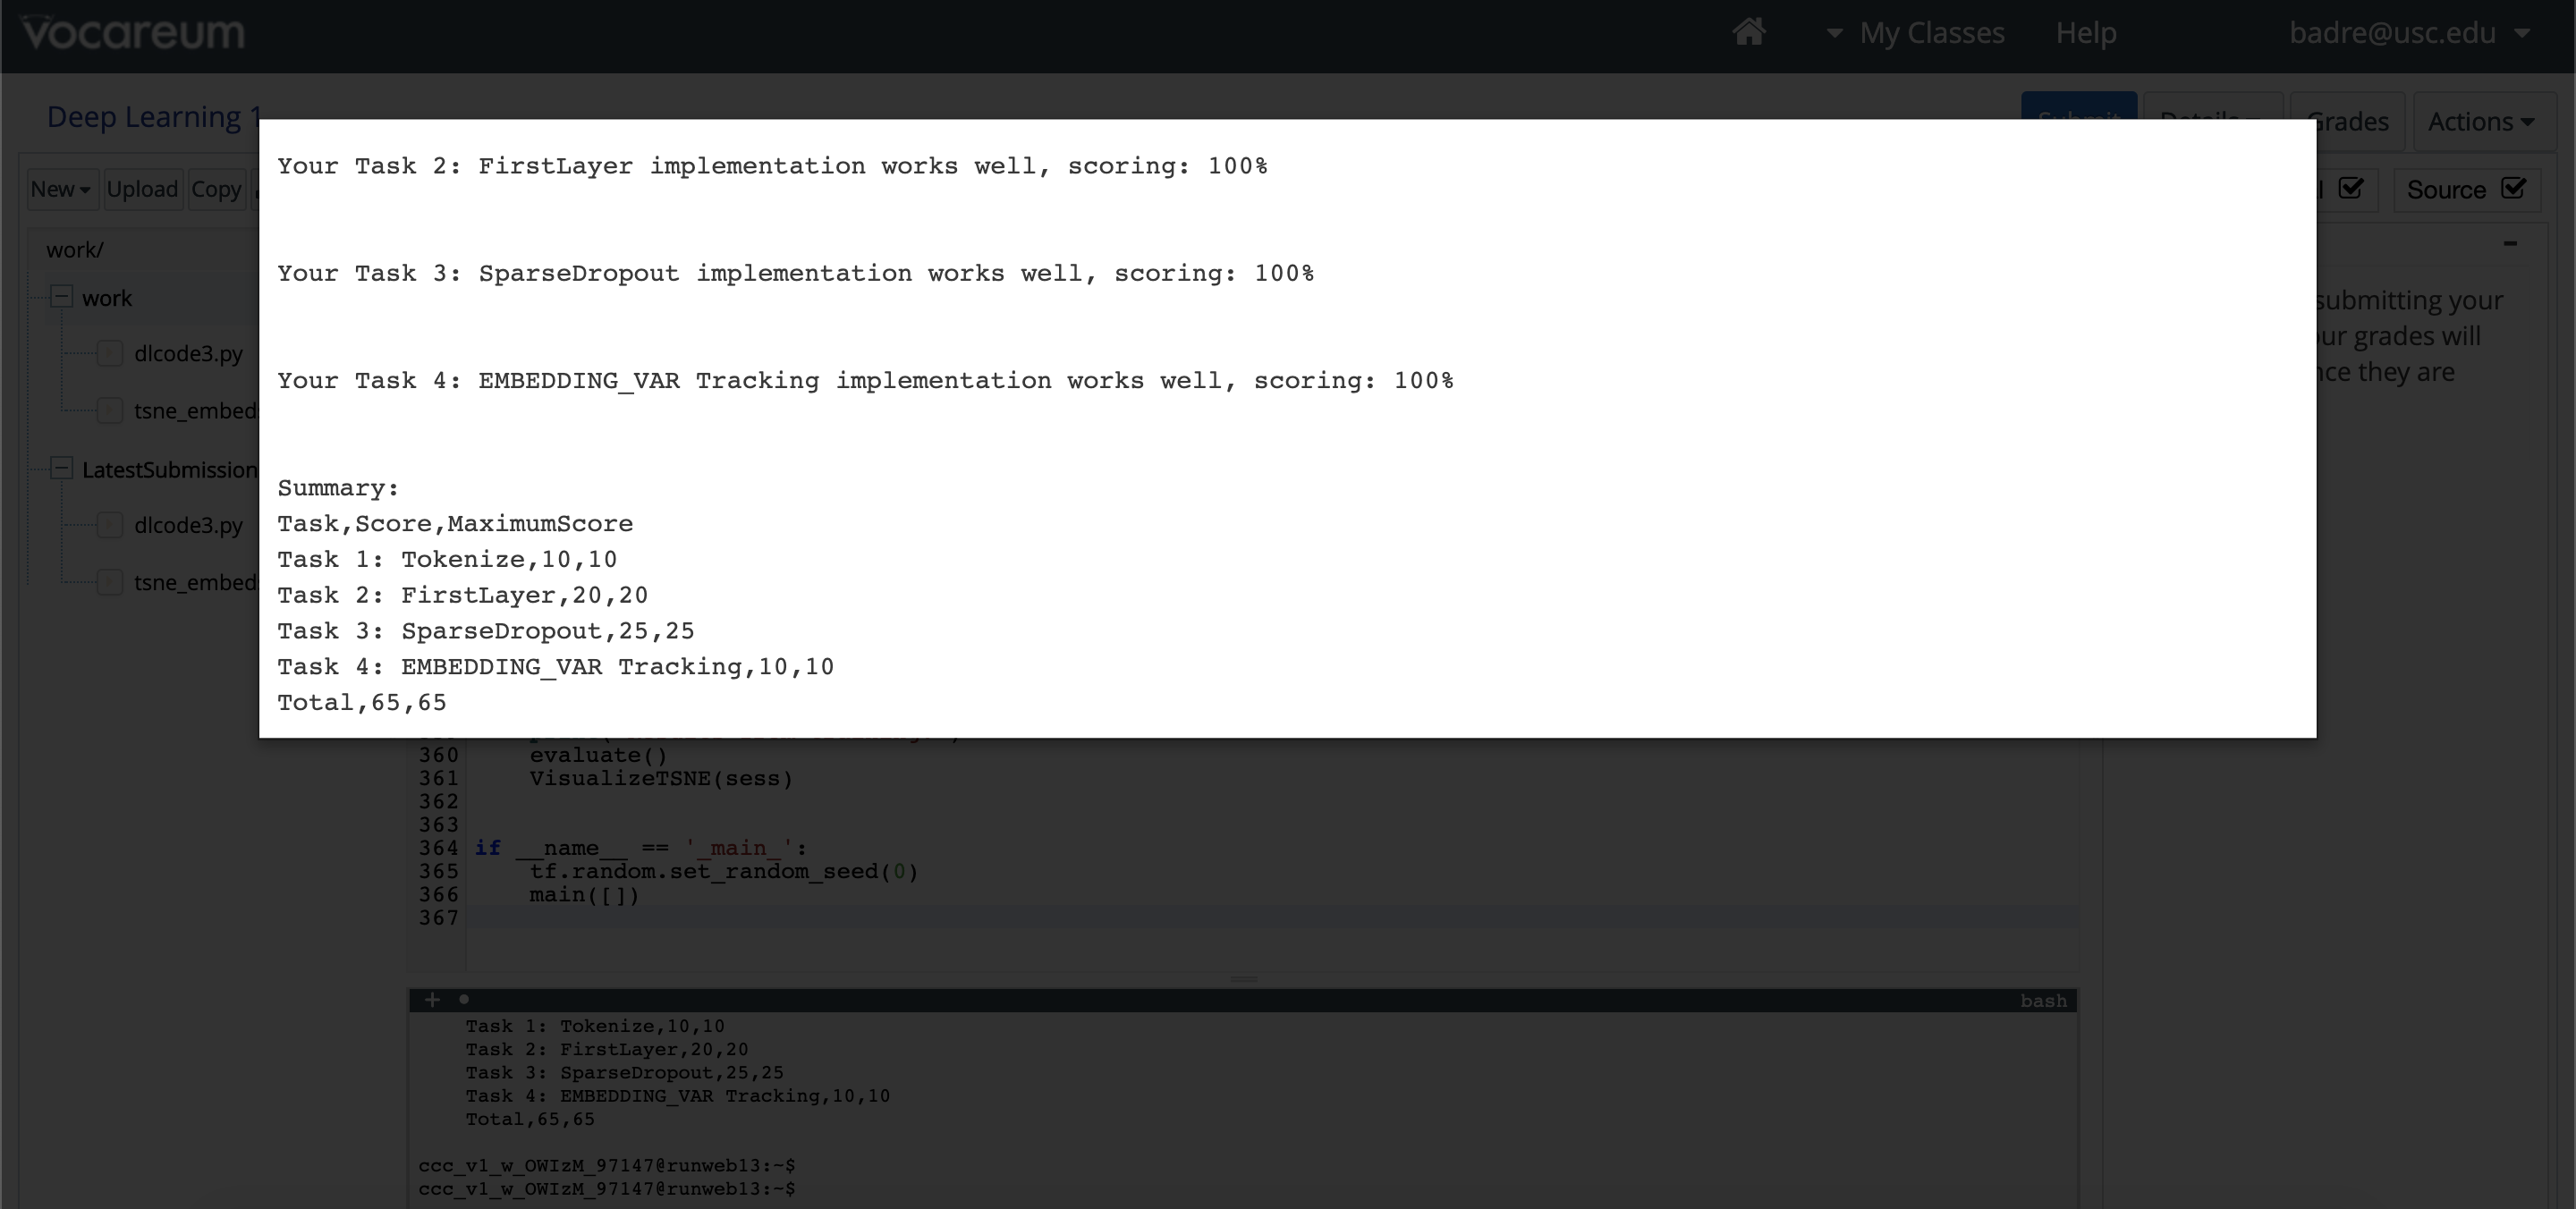 Vocareum
My Classes
Help
badre@usc.edu
Deep Learning 1
Submit
Details
Grades
Actions
New
Upload
Copy
Source
work/
work
dlcode3.py
tsne_embed
LatestSubmission
dlcode3.py
tsne_embed
Your Task 2: FirstLayer implementation works well, scoring: 100%
Your Task 3: SparseDropout implementation works well, scoring: 100%
Your Task 4: EMBEDDING_VAR Tracking implementation works well, scoring: 100%
Summary:
Task,Score,MaximumScore
Task 1: Tokenize,10,10
Task 2: FirstLayer,20,20
Task 3: SparseDropout,25,25
Task 4: EMBEDDING_VAR Tracking,10,10
Total,65,65
submitting your
grades will
they are
360 evaluate()
361 VisualizeTSNE(sess)
362
363
364 if __name__ == '_main_':
365 tf.random.set_random_seed(0)
366 main([])
367
+
bash
Task 1: Tokenize,10,10
Task 2: FirstLayer,20,20
Task 3: SparseDropout,25,25
Task 4: EMBEDDING_VAR Tracking,10,10
Total,65,65
ccc_v1_w_OWIzM_97147@runweb13:~$
ccc_v1_w_OWIzM_97147@runweb13:~$